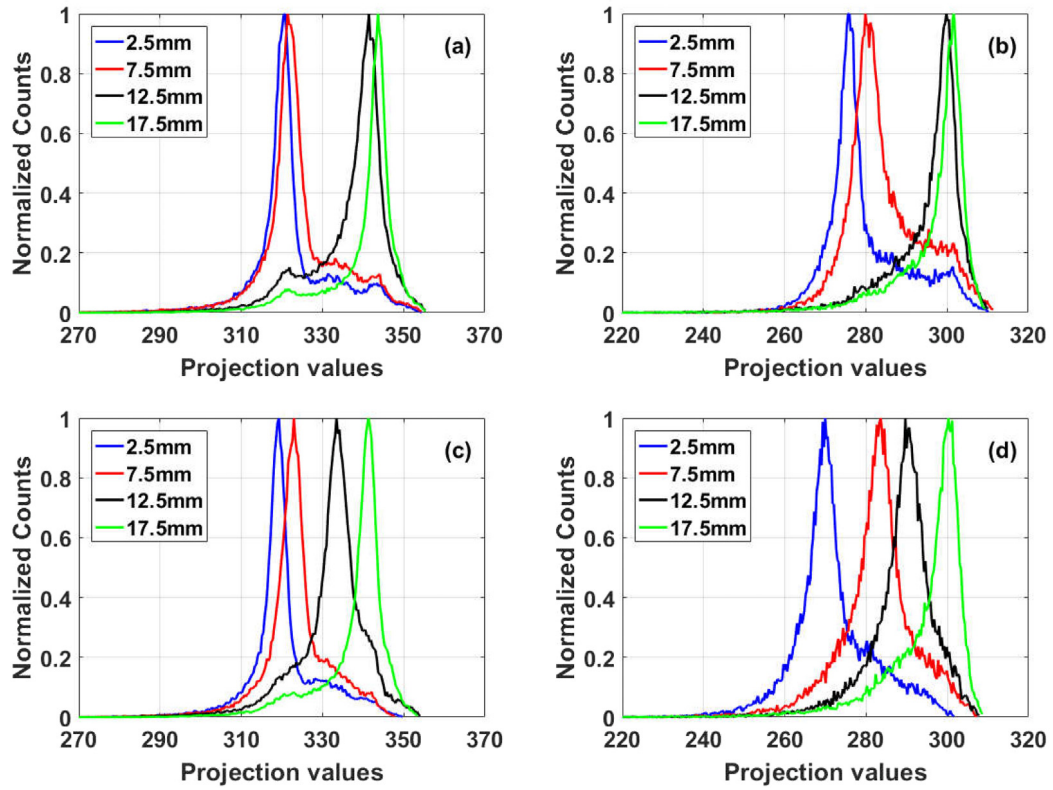 (a)
2.5mm
7.5mm
12.5mm
17.5mm
Normalized Counts
1
0.8
0.6
0.4
0.2
0
270 290 310 330 350 370
Projection values
(b)
2.5mm
7.5mm
12.5mm
17.5mm
Normalized Counts
1
0.8
0.6
0.4
0.2
0
220 240 260 280 300 320
Projection values
(c)
2.5mm
7.5mm
12.5mm
17.5mm
Normalized Counts
1
0.8
0.6
0.4
0.2
0
270 290 310 330 350 370
Projection values
(d)
2.5mm
7.5mm
12.5mm
17.5mm
Normalized Counts
1
0.8
0.6
0.4
0.2
0
220 240 260 280 300 320
Projection values